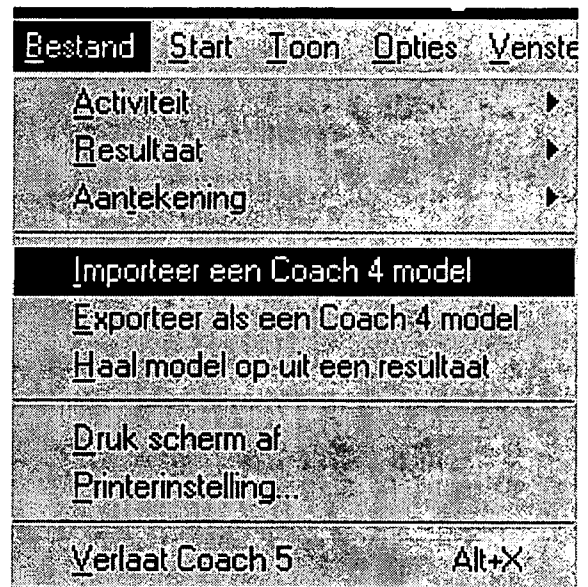 Bestand Start Toon Opties Venste
Activiteit
Resultaat
Aantekening
Importeer een Coach 4 model
Exporteer als een Coach 4 model
Haal model op uit een resultaat
Druk scherm af
Printerinstelling...
Verlaat Coach 5 Alt+X